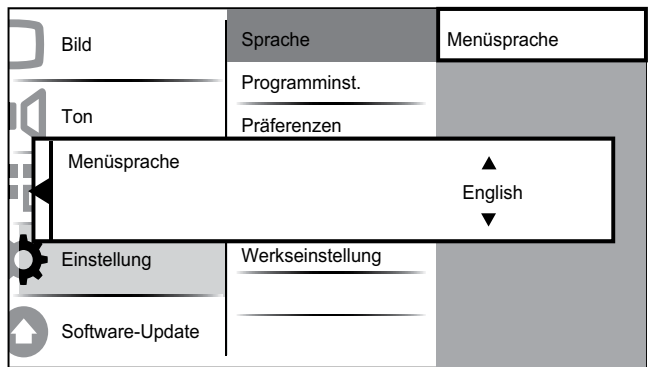 Bild
Ton
Einstellung
Software-Update
Sprache
Programminst.
Präferenzen
Werkseinstellung
Menüsprache
Menüsprache
English